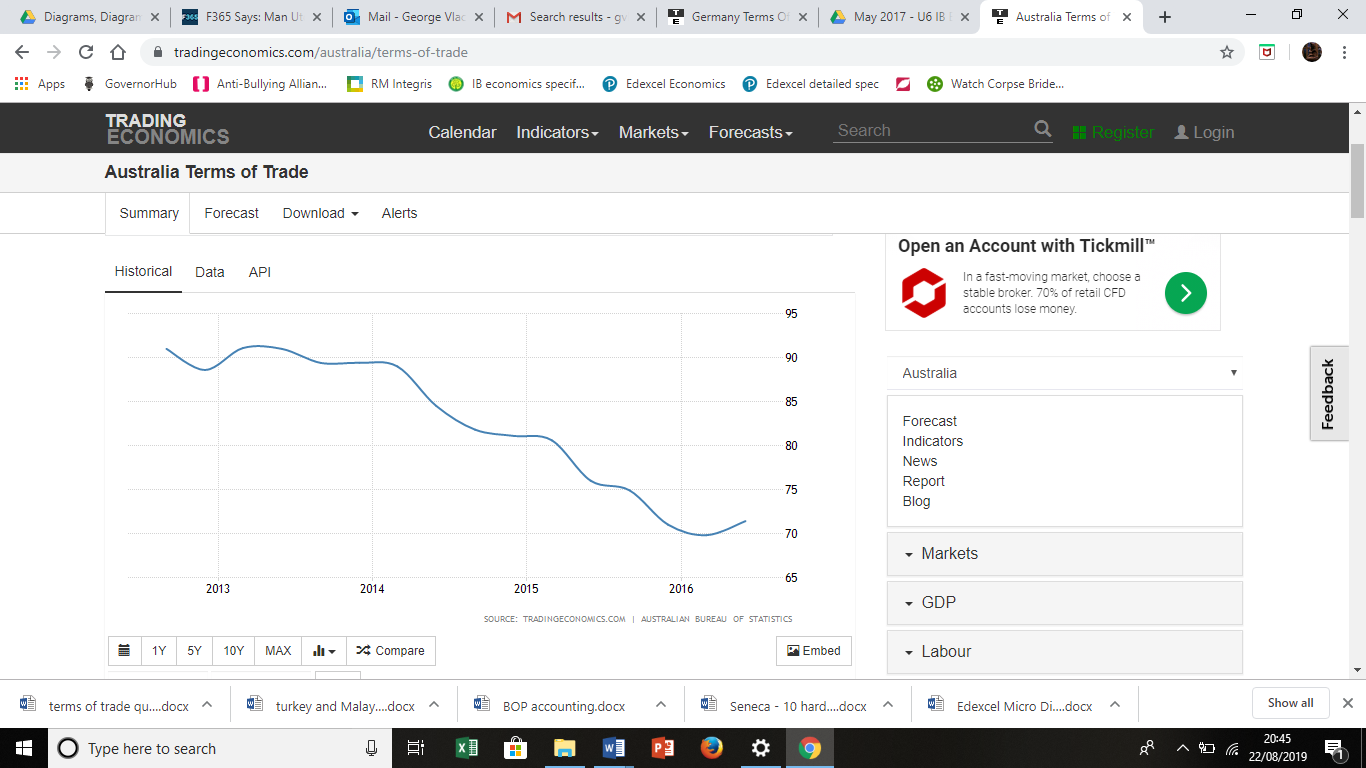 Diagrams, Diagram
F365 Says: Man Ut
Mail - George Vlac
Search results - gv
Germany Terms Of
May 2017 - U6 IB E
Australia Terms of
tradingeconomics.com/australia/terms-of-trade
Apps
GovernorHub
Anti-Bullying Allian...
RM Integris
IB economics specif...
Edexcel Economics
Edexcel detailed spec
Watch Corpse Bride...
TRADING
ECONOMICS
Calendar
Indicators
Markets
Forecasts
Search
Register
Login
Australia Terms of Trade
Summary
Forecast
Download
Alerts
Historical
Data
API
95
90
85
80
75
70
65
2013
2014
2015
2016
SOURCE: TRADINGECONOMICS.COM | AUSTRALIAN BUREAU OF STATISTICS
1Y
5Y
10Y
MAX
Compare
Embed
Open an Account with Tickmill™
In a fast-moving market, choose a
stable broker. 70% of retail CFD
accounts lose money.
Australia
Forecast
Indicators
News
Report
Blog
Markets
GDP
Labour
Feedback
terms of trade qu....docx
turkey and Malay....docx
BOP accounting.docx
Seneca - 10 hard....docx
Edexcel Micro Di....docx
Show all
Type here to search
20:45
22/08/2019
1